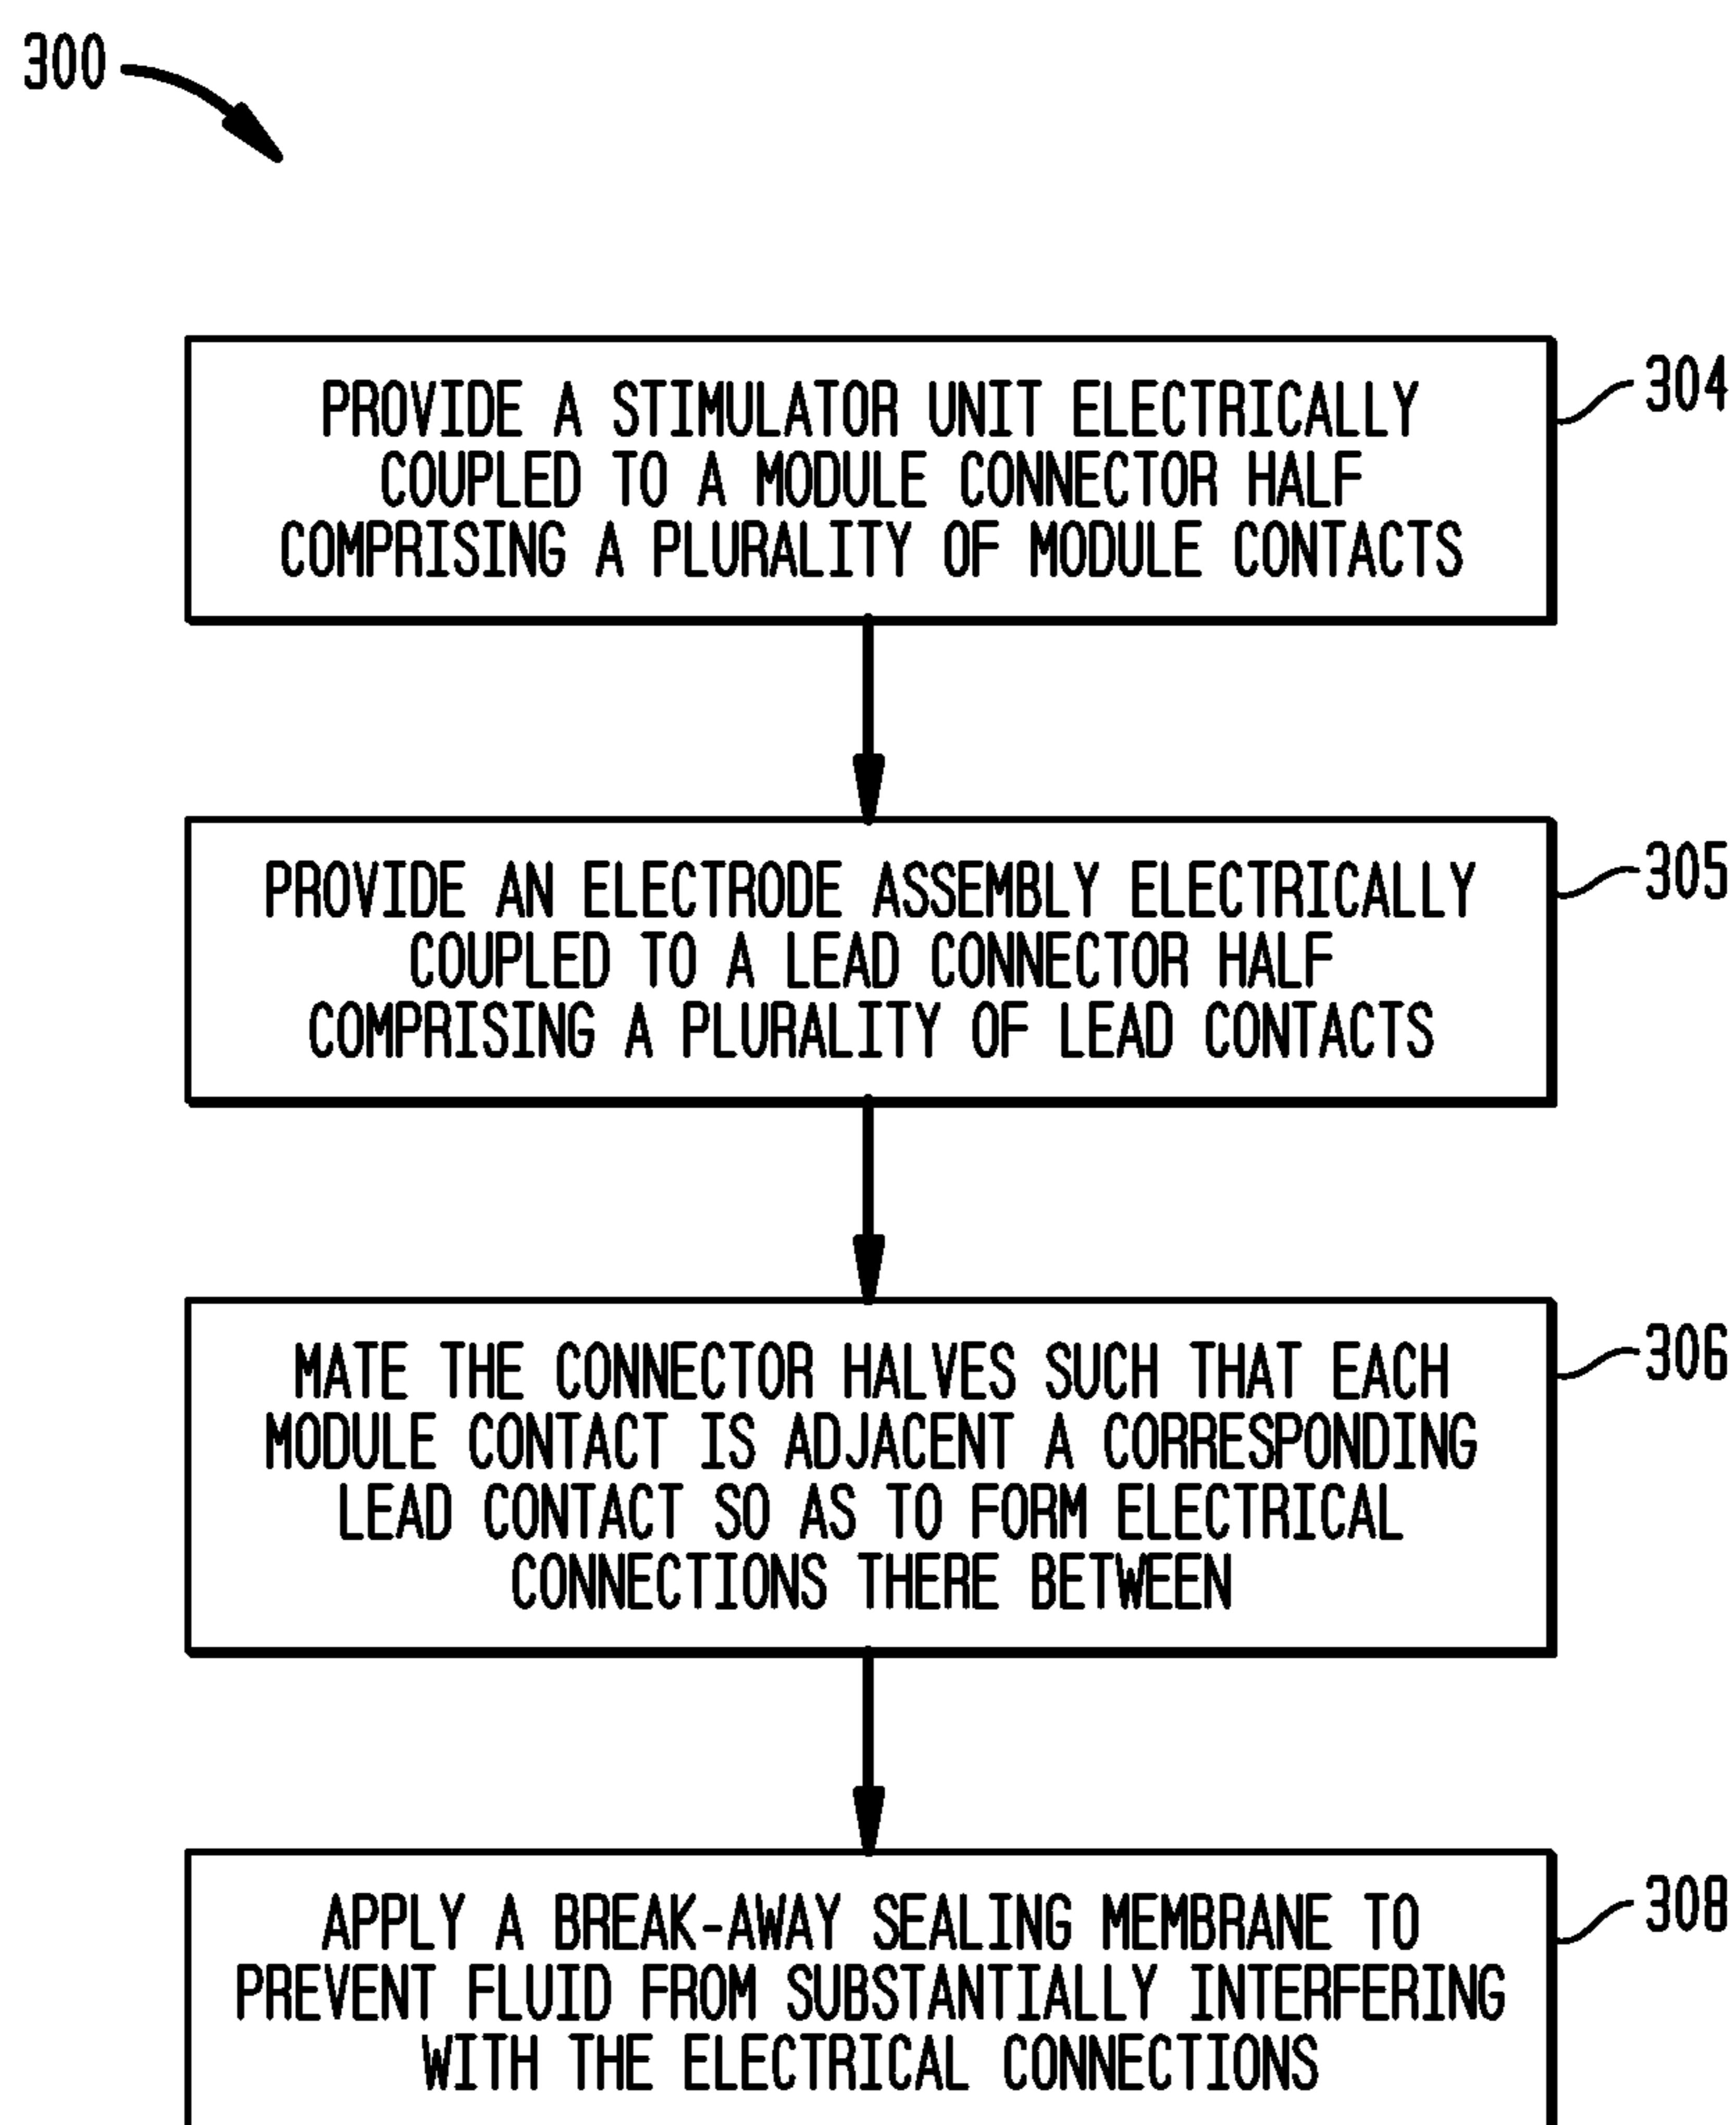 300
PROVIDE A STIMULATOR UNIT ELECTRICALLY
COUPLED TO A MODULE CONNECTOR HALF
COMPRISING A PLURALITY OF MODULE CONTACTS
304
PROVIDE AN ELECTRODE ASSEMBLY ELECTRICALLY
COUPLED TO A LEAD CONNECTOR HALF
COMPRISING A PLURALITY OF LEAD CONTACTS
305
MATE THE CONNECTOR HALVES SUCH THAT EACH
MODULE CONTACT IS ADJACENT A CORRESPONDING
LEAD CONTACT SO AS TO FORM ELECTRICAL
CONNECTIONS THERE BETWEEN
306
APPLY A BREAK-AWAY SEALING MEMBRANE TO
PREVENT FLUID FROM SUBSTANTIALLY INTERFERING
WITH THE ELECTRICAL CONNECTIONS
308